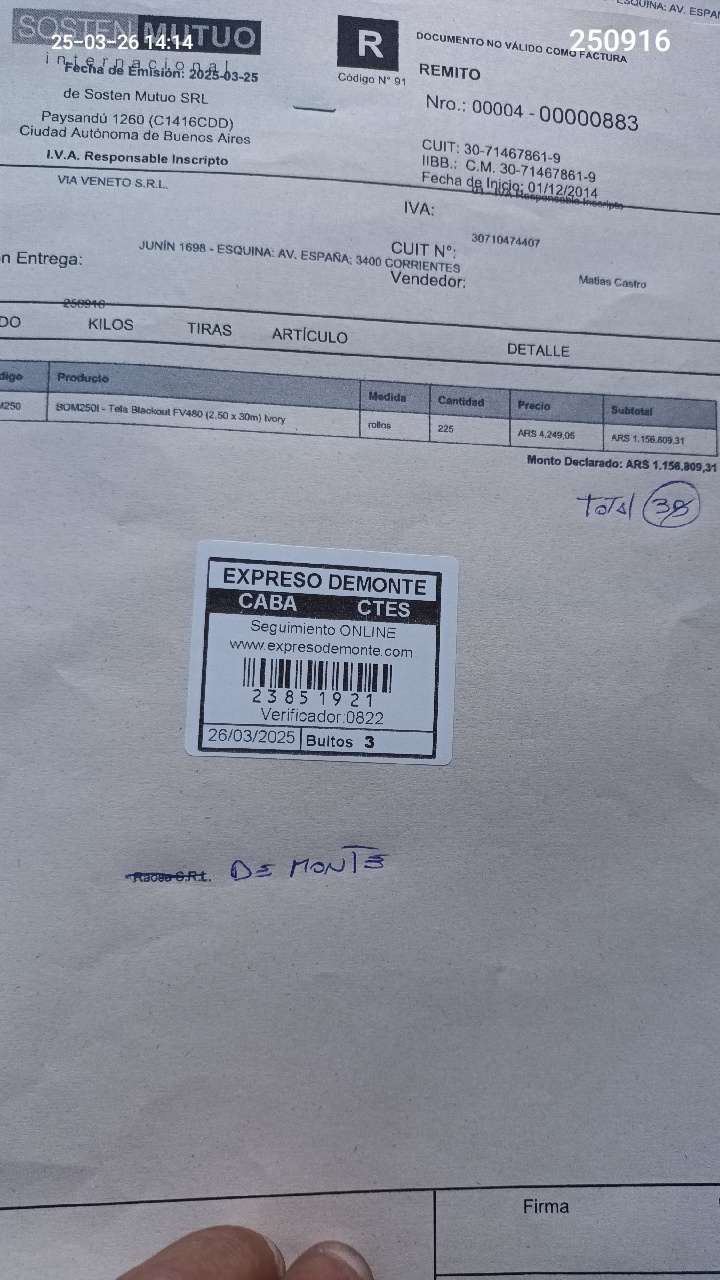 ESQUINA: AV. ESPAÑ
SOSTEN MUTUO
25-03-26 14:14
250916
internacional
Fecha de Emisión: 2025-03-25
de Sosten Mutuo SRL
Paysandú 1260 (C1416CDD)
Ciudad Autónoma de Buenos Aires
I.V.A. Responsable Inscripto
R
Código N° 91
DOCUMENTO NO VÁLIDO COMO FACTURA
REMITO
Nro.: 00004 - 00000883
CUIT: 30-71467861-9
IIBB.: C.M. 30-71467861-9
Fecha de Inicio: 01/12/2014
01 - IVA Responsable Inscripto
VIA VENETO S.R.L.
IVA:
n Entrega:
JUNÍN 1698 - ESQUINA: AV. ESPAÑA; 3400 CORRIENTES
CUIT N°:
30710474407
Vendedor:
Matias Castro
250916
DO KILOS TIRAS ARTÍCULO DETALLE
digo Producto Medida Cantidad Precio Subtotal
M250 BOM250I - Tela Blackout FV480 (2,50 x 30m) Ivory rollos 225 ARS 4.249,05 ARS 1.156.809,31
Monto Declarado: ARS 1.156.809,31
Total
EXPRESO DEMONTE
CABA CTES
Seguimiento ONLINE
www.expresodemonte.com
23851921
Verificador:0822
26/03/2025 Bultos 3
Raosa S.R.L. DE MONTE
Firma